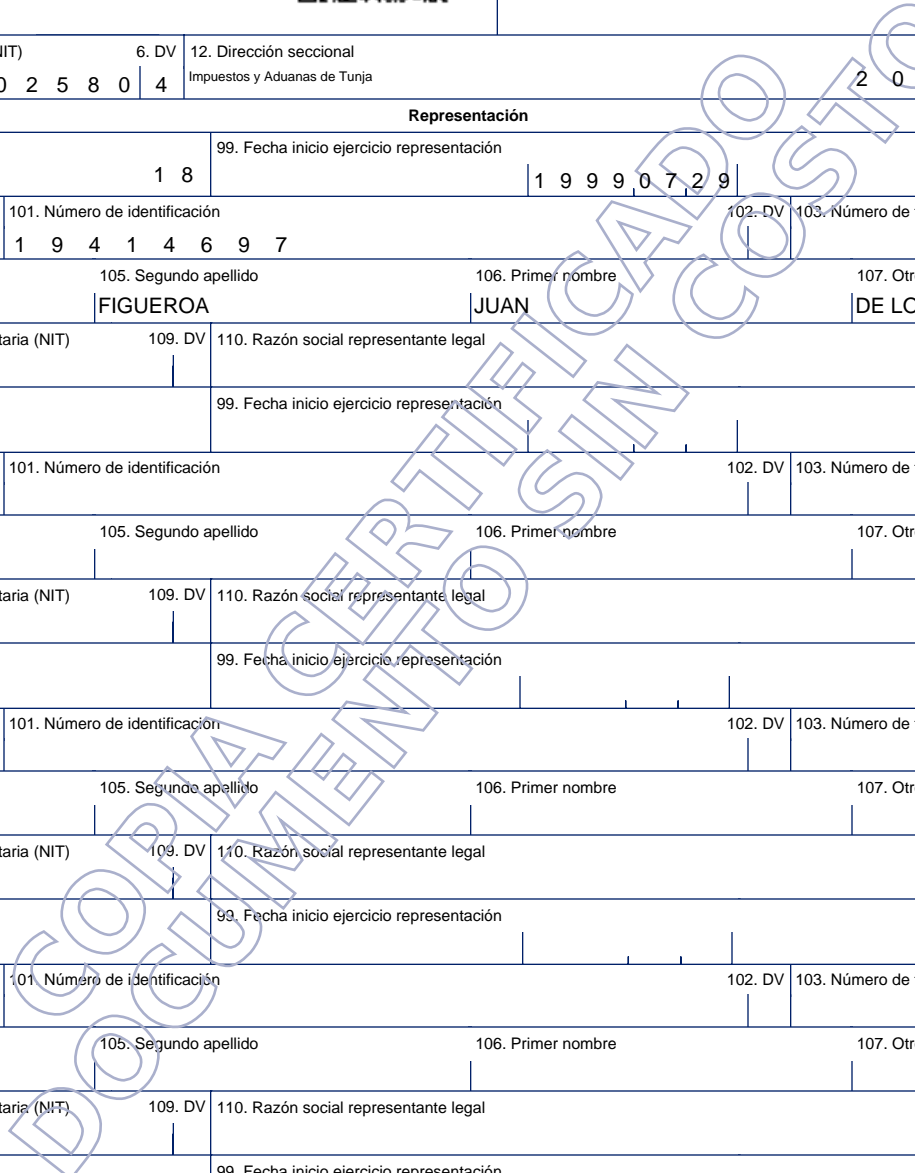 NIT) 6. DV 12. Dirección seccional
0 2 5 8 0 4 Impuestos y Aduanas de Tunja 2 0
Representación
99. Fecha inicio ejercicio representación
1 8 1 9 9 9 0 7 2 9
101. Número de identificación 102. DV 103. Número de
1 9 4 1 4 6 9 7
105. Segundo apellido 106. Primer nombre 107. Otr
FIGUEROA JUAN DE LO
taria (NIT) 109. DV 110. Razón social representante legal
99. Fecha inicio ejercicio representación
101. Número de identificación 102. DV 103. Número de
105. Segundo apellido 106. Primer nombre 107. Otr
taria (NIT) 109. DV 110. Razón social representante legal
99. Fecha inicio ejercicio representación
101. Número de identificación 102. DV 103. Número de
105. Segundo apellido 106. Primer nombre 107. Otr
taria (NIT) 109. DV 110. Razón social representante legal
99. Fecha inicio ejercicio representación
101. Número de identificación 102. DV 103. Número de
105. Segundo apellido 106. Primer nombre 107. Otr
taria (NIT) 109. DV 110. Razón social representante legal
99. Fecha inicio ejercicio representación
COPIA CERTIFICADO
DOCUMENTO SIN COSTO